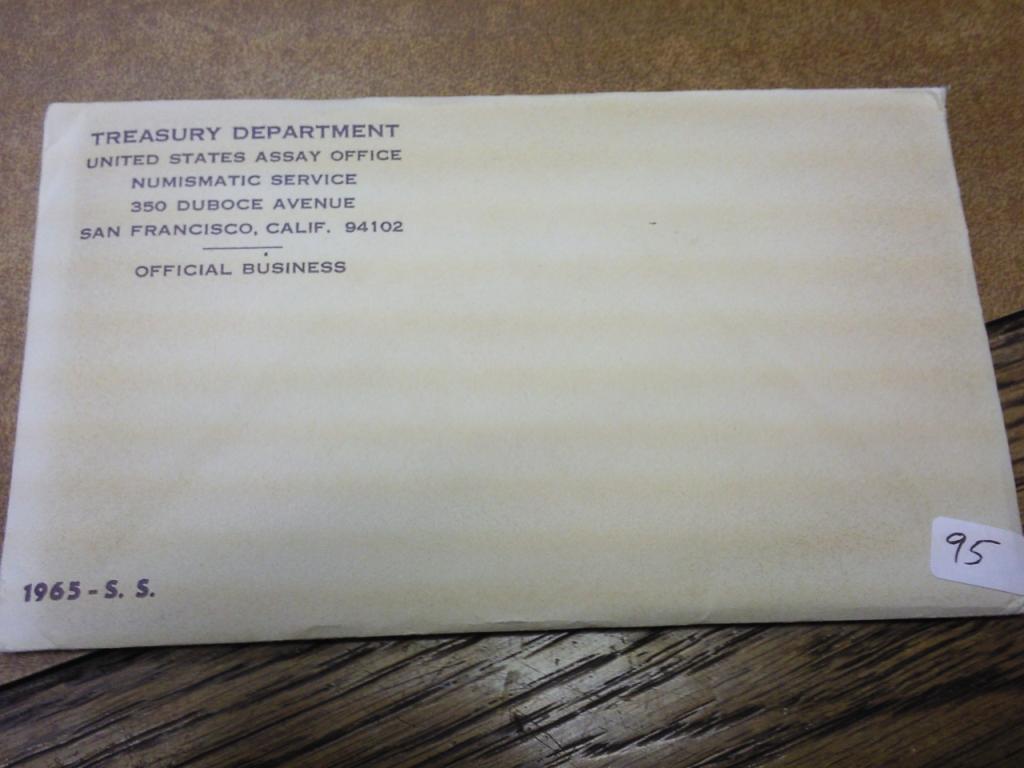 TREASURY DEPARTMENT
UNITED STATES ASSAY OFFICE
NUMISMATIC SERVICE
350 DUBOCE AVENUE
SAN FRANCISCO, CALIF. 94102
OFFICIAL BUSINESS
95
1965 - S. S.